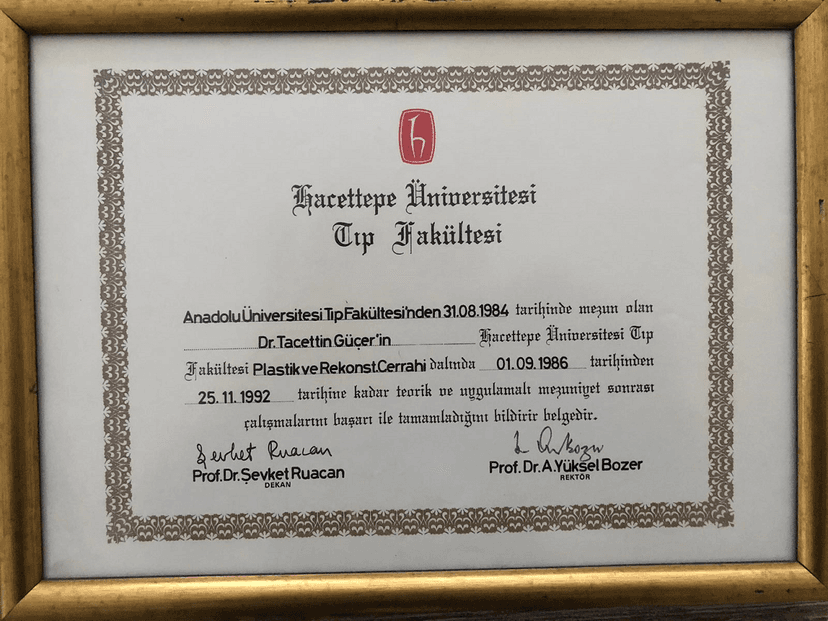 h
Hacettepe Üniversitesi
Tıp Fakültesi
Anadolu Üniversitesi Tıp Fakültesi'nden 31.08.1984 tarihinde mezun olan
Dr.Tacettin Güçer'in Hacettepe Üniversitesi Tıp
Fakültesi Plastik ve Rekonst.Cerrahi dalında 01.09.1986 tarihinden
25.11.1992 tarihine kadar teorik ve uygulamalı mezuniyet sonrası
çalışmalarını başarı ile tamamladığını bildirir belgedir.
Şevket Ruacan
Prof.Dr.Şevket Ruacan
DEKAN
Prof.Dr.A.Yüksel Bozer
REKTÖR